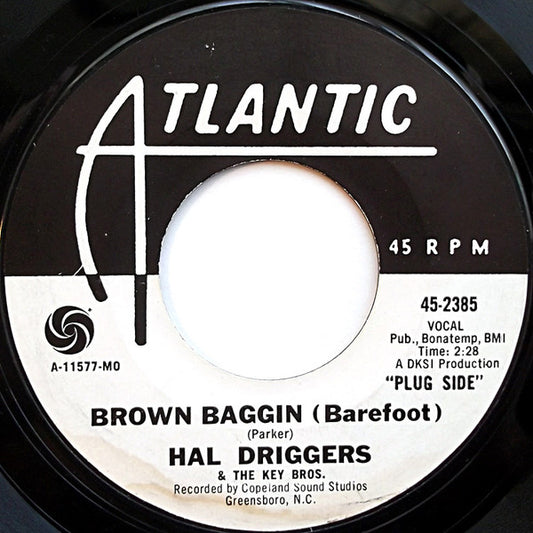 ATLANTIC
45 RPM
45-2385
VOCAL
Pub., Bonatemp, BMI
Time: 2:28
A DKSI Production
"PLUG SIDE"
A-11577-MO
BROWN BAGGIN (Barefoot)
(Parker)
HAL DRIGGERS
& THE KEY BROS.
Recorded by Copeland Sound Studios
Greensboro, N.C.